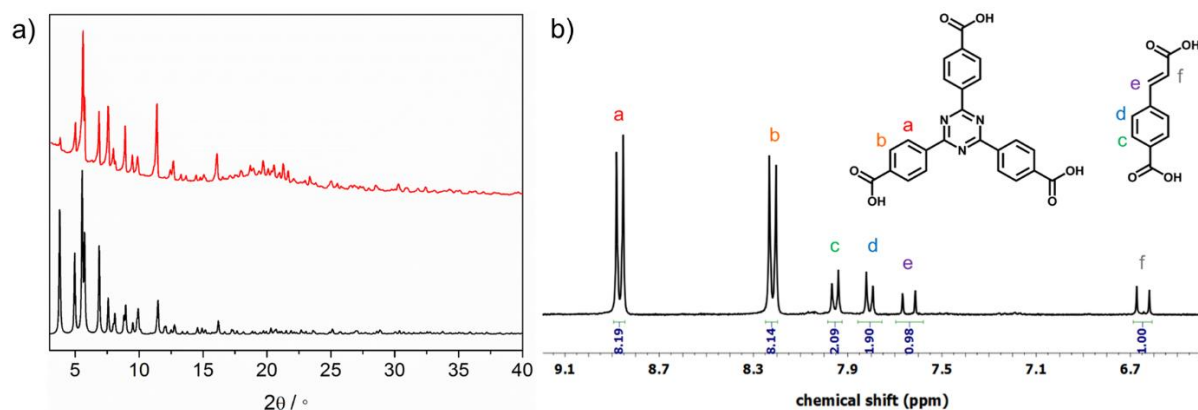 a)
5
10
15
20
25
30
35
40
2θ / °
b)
a
b
c
d
e
f
8.19
8.14
2.09
1.90
0.98
1.00
9.1
8.7
8.3
7.9
7.5
7.1
6.7
chemical shift (ppm)
O
OH
a
b
N
N
N
O
OH
O
OH
O
OH
e
f
d
c
O
OH